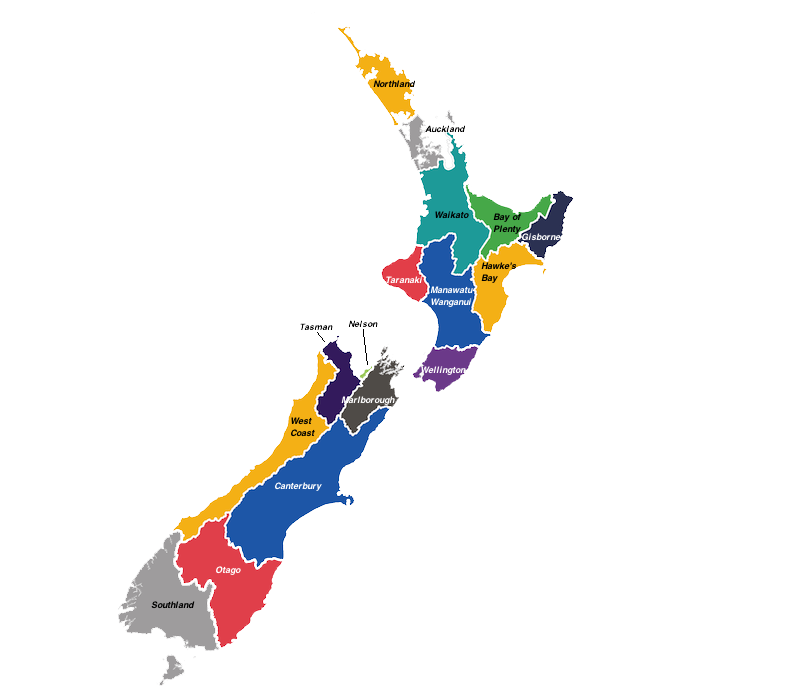 Northland
Auckland
Waikato
Bay of
Plenty
Gisborne
Hawke's
Bay
Taranaki
Manawatu
Wanganui
Wellington
Tasman
Nelson
Marlborough
West
Coast
Canterbury
Otago
Southland